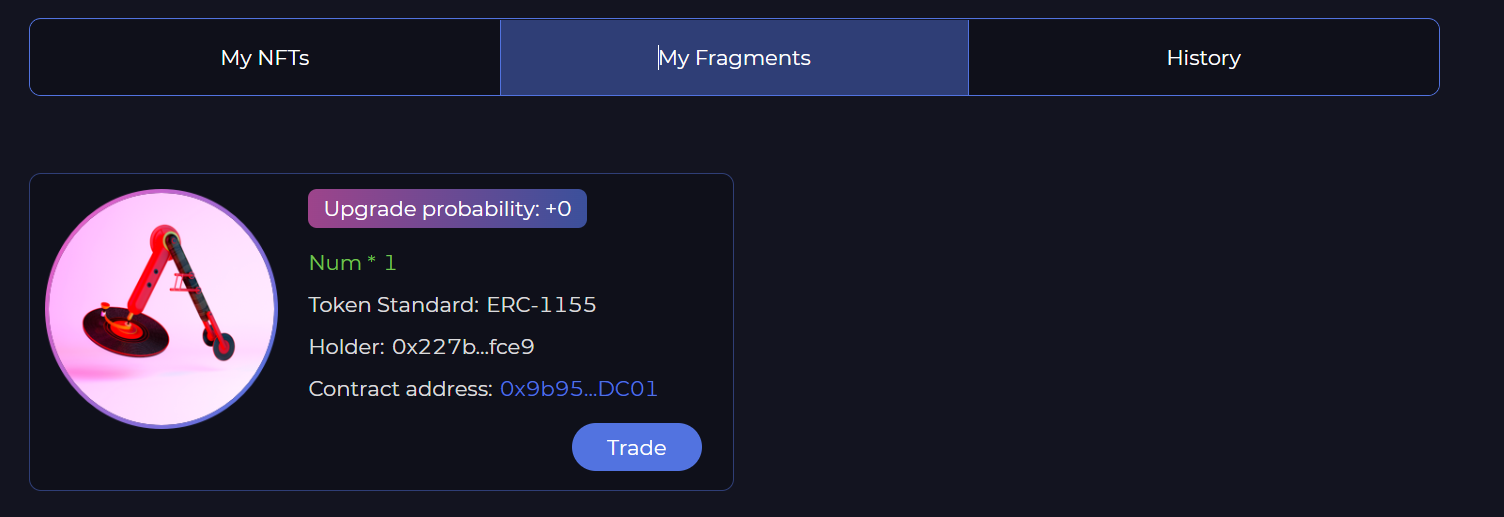 My NFTs
My Fragments
History
Upgrade probability: +0
Num * 1
Token Standard: ERC-1155
Holder: 0x227b...fce9
Contract address: 0x9b95...DC01
Trade